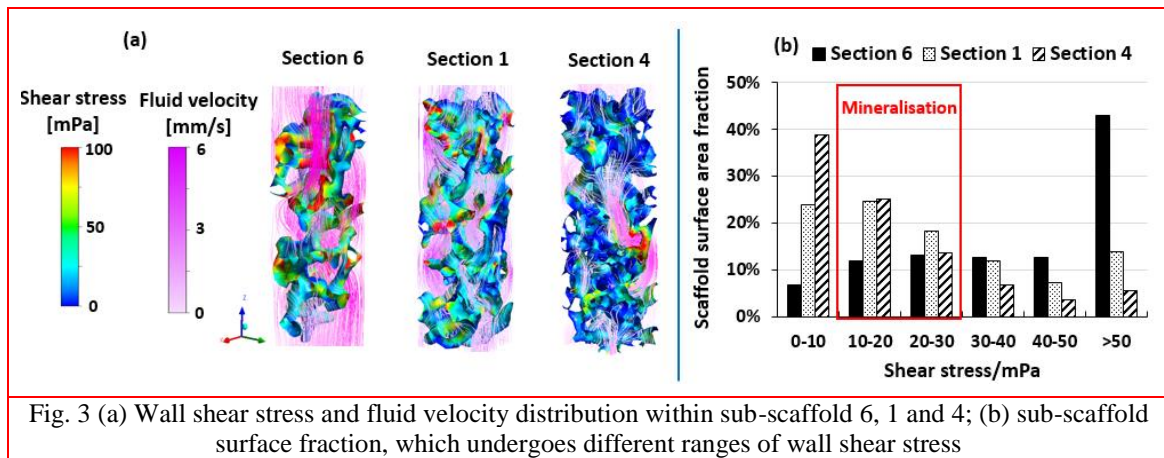 (a)
Section 6
Section 1
Section 4
Shear stress
[mPa]
Fluid velocity
[mm/s]
100
50
0
6
3
0
z
(b)
Section 6
Section 1
Section 4
Scaffold surface area fraction
50%
40%
30%
20%
10%
0%
Mineralisation
0-10
10-20
20-30
30-40
40-50
>50
Shear stress/mPa
Fig. 3 (a) Wall shear stress and fluid velocity distribution within sub-scaffold 6, 1 and 4; (b) sub-scaffold
surface fraction, which undergoes different ranges of wall shear stress